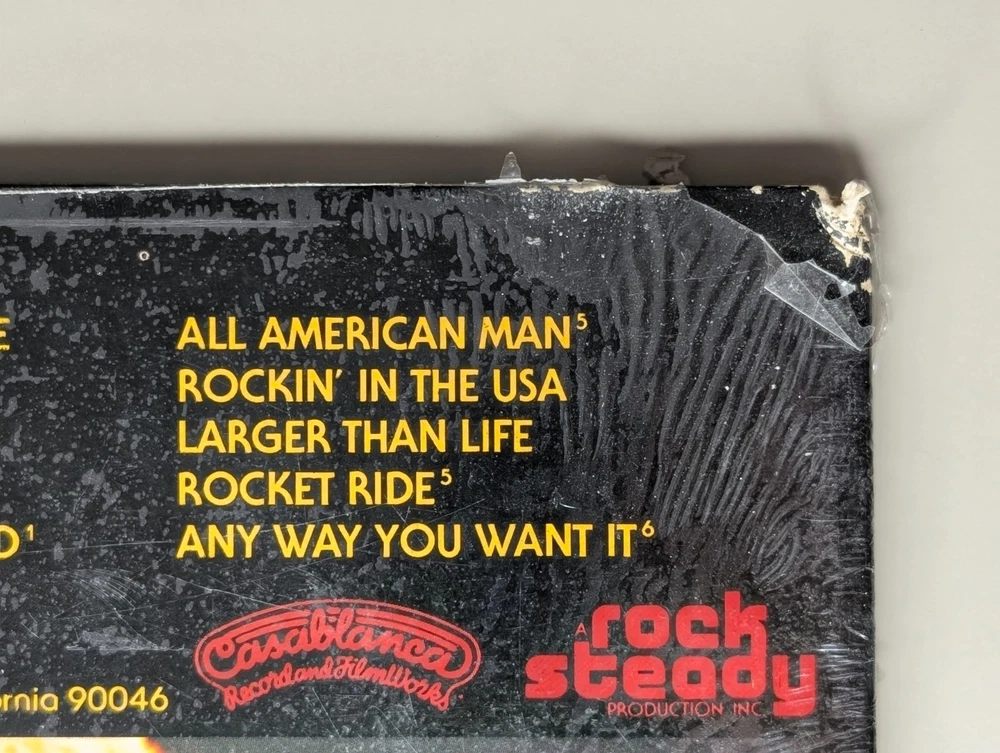 E
ALL AMERICAN MAN⁵
ROCKIN' IN THE USA
LARGER THAN LIFE
ROCKET RIDE⁵
D¹
ANY WAY YOU WANT IT⁶
Casablanca
Record and FilmWorks
A rock
steady
PRODUCTION INC
rnia 90046